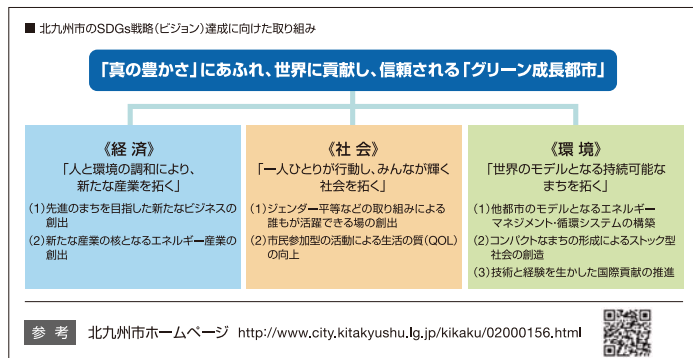 ■ 北九州市のSDGs戦略(ビジョン)達成に向けた取り組み
「真の豊かさ」にあふれ、世界に貢献し、信頼される「グリーン成長都市」
《経 済》
「人と環境の調和により、
新たな産業を拓く」
(1)先進のまちを目指した新たなビジネスの
創出
(2)新たな産業の核となるエネルギー産業の
創出
《社 会》
「一人ひとりが行動し、みんなが輝く
社会を拓く」
(1)ジェンダー平等などの取り組みによる
誰もが活躍できる場の創出
(2)市民参加型の活動による生活の質(QOL)
の向上
《環 境》
「世界のモデルとなる持続可能な
まちを拓く」
(1)他都市のモデルとなるエネルギー
マネジメント・循環システムの構築
(2)コンパクトなまちの形成によるストック型
社会の創造
(3)技術と経験を生かした国際貢献の推進
参 考 北九州市ホームページ http://www.city.kitakyushu.lg.jp/kikaku/02000156.html